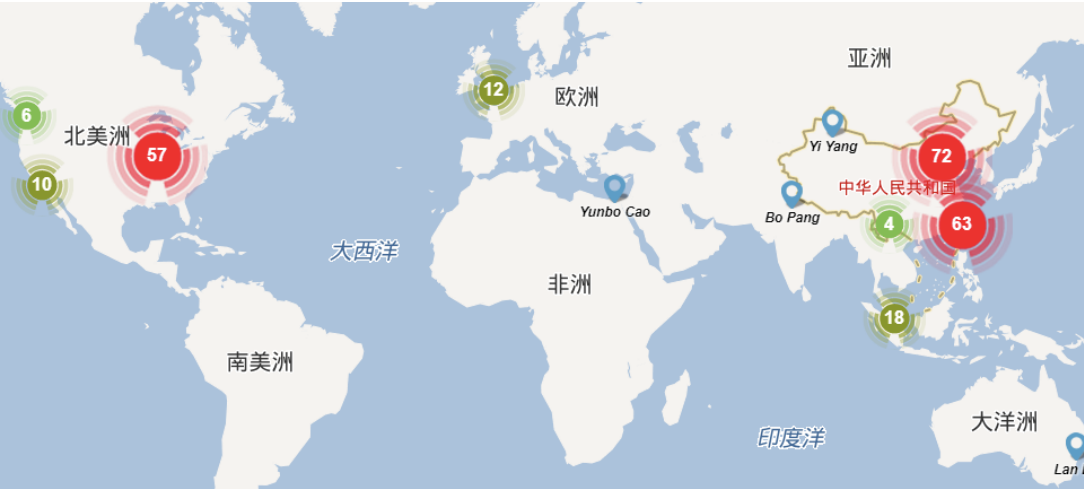 亚洲
12
欧洲
6
Yi Yang
北美洲
57
72
10
中华人民共和国
Yunbo Cao
Bo Pang
4
63
大西洋
非洲
18
南美洲
大洋洲
印度洋
Lan